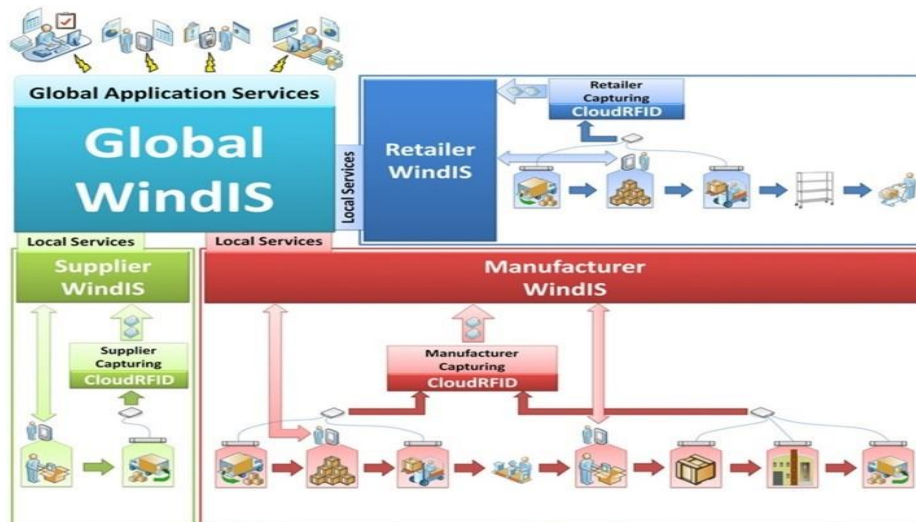 Global Application Services
Global
WindIS
Local Services
Retailer
WindIS
Retailer
Capturing
CloudRFID
Local Services
Supplier
WindIS
Supplier
Capturing
CloudRFID
Local Services
Manufacturer
WindIS
Manufacturer
Capturing
CloudRFID